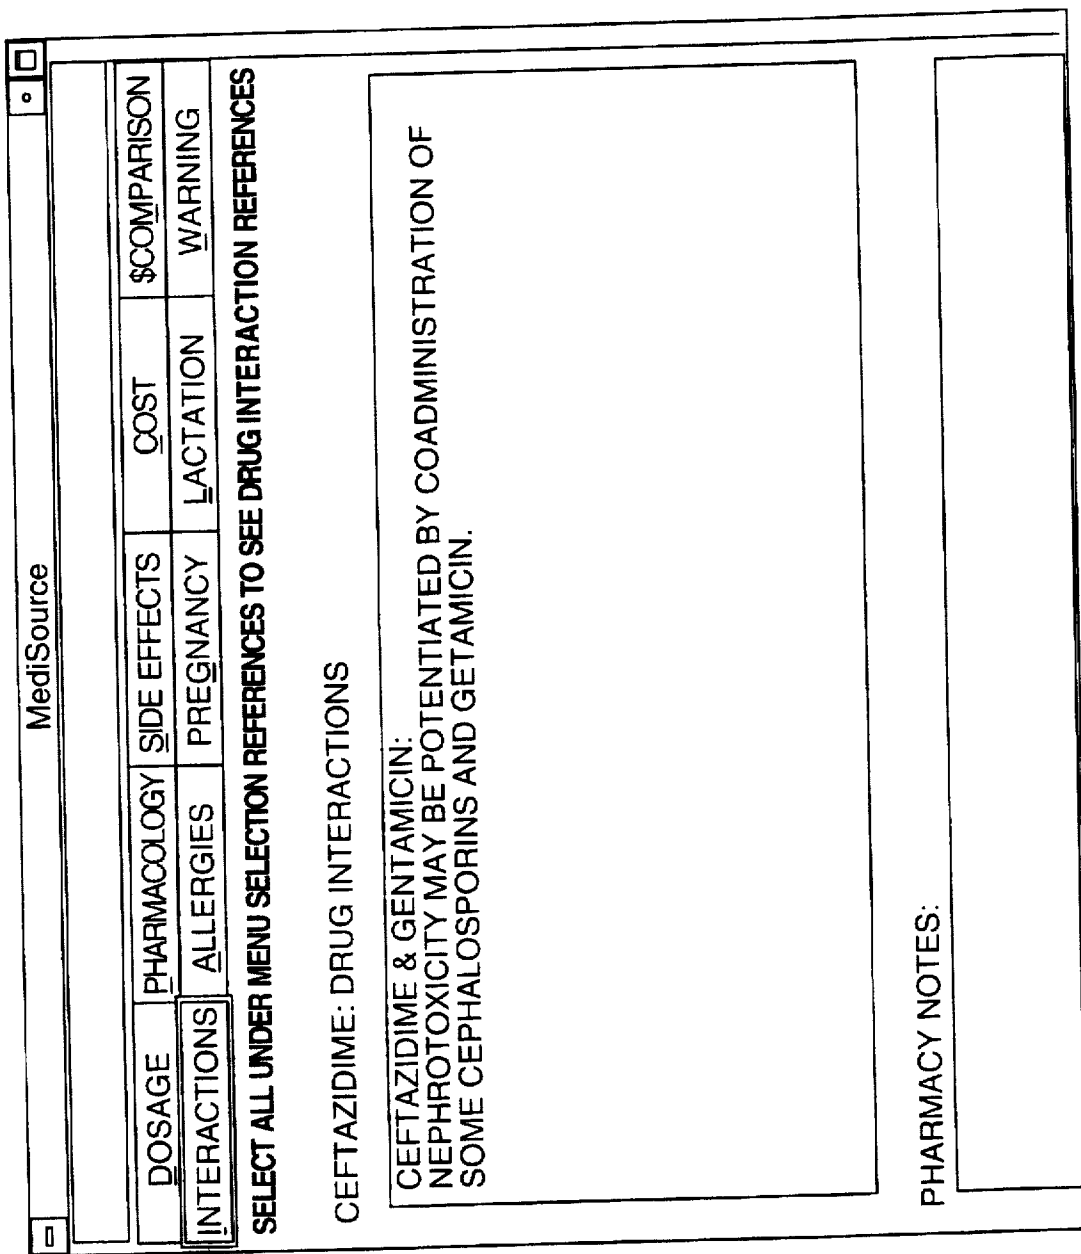 MediSource
DOSAGE PHARMACOLOGY SIDE EFFECTS COST $COMPARISON
INTERACTIONS ALLERGIES PREGNANCY LACTATION WARNING
SELECT ALL UNDER MENU SELECTION REFERENCES TO SEE DRUG INTERACTION REFERENCES
CEFTAZIDIME: DRUG INTERACTIONS
CEFTAZIDIME & GENTAMICIN:
NEPHROTOXICITY MAY BE POTENTIATED BY COADMINISTRATION OF
SOME CEPHALOSPORINS AND GETAMICIN.
PHARMACY NOTES: